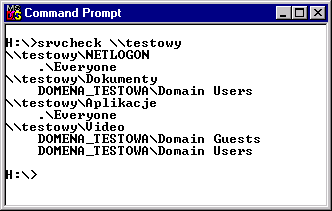 Command Prompt
H:\>srvcheck \\testowy
\\testowy\NETLOGON
.\Everyone
\\testowy\Dokumenty
DOMENA_TESTOWA\Domain Users
\\testowy\Aplikacje
.\Everyone
\\testowy\Video
DOMENA_TESTOWA\Domain Guests
DOMENA_TESTOWA\Domain Users
H:\>